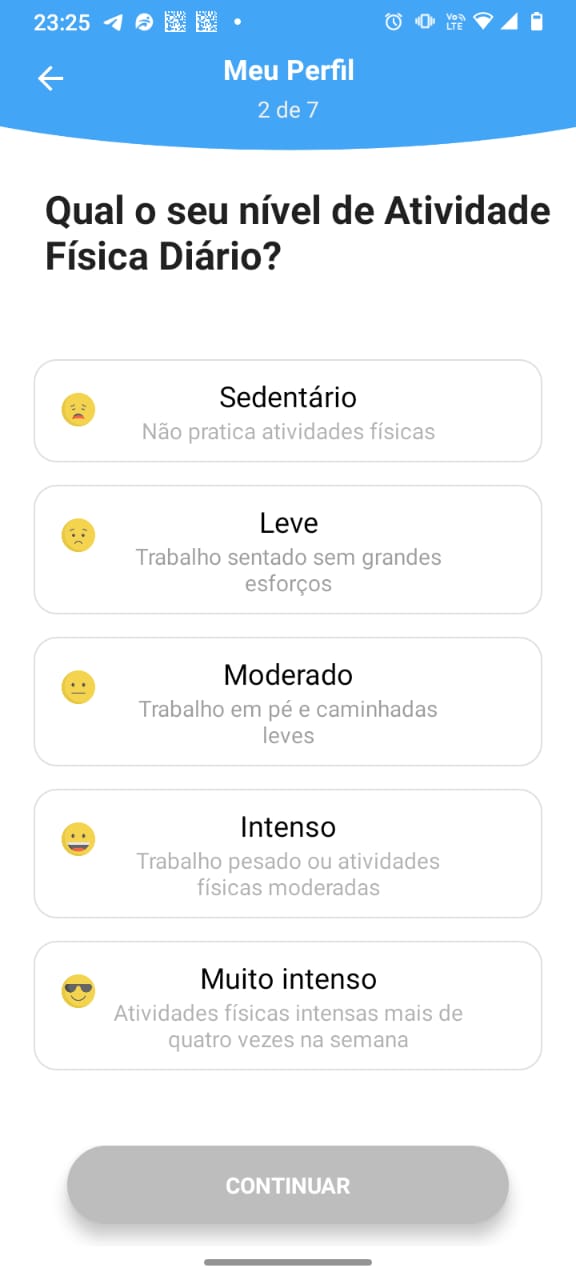 23:25
Vo) LTE
Meu Perfil
2 de 7
Qual o seu nível de Atividade
Física Diário?
Sedentário
Não pratica atividades físicas
Leve
Trabalho sentado sem grandes
esforços
Moderado
Trabalho em pé e caminhadas
leves
Intenso
Trabalho pesado ou atividades
físicas moderadas
Muito intenso
Atividades físicas intensas mais de
quatro vezes na semana
CONTINUAR